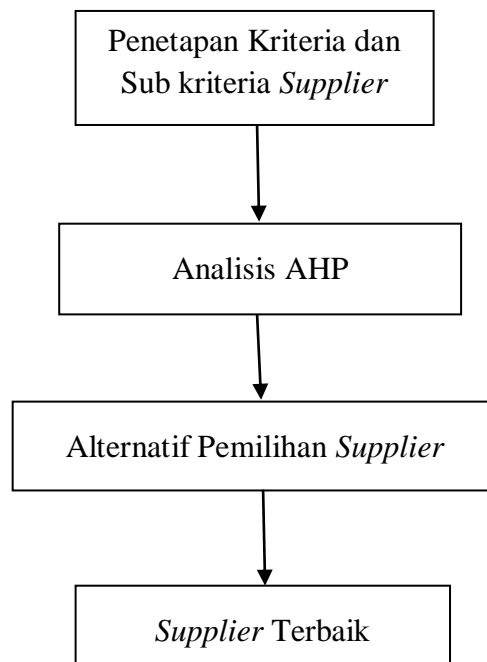 Penetapan Kriteria dan
Sub kriteria Supplier
Analisis AHP
Alternatif Pemilihan Supplier
Supplier Terbaik